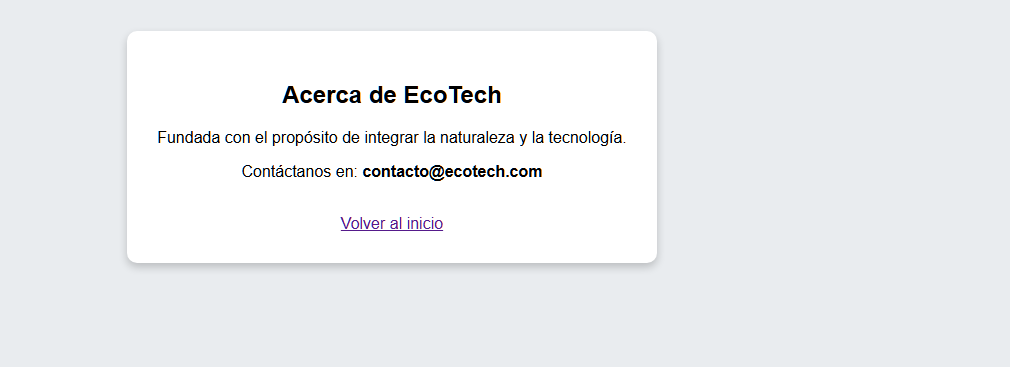 Acerca de EcoTech
Fundada con el propósito de integrar la naturaleza y la tecnología.
Contáctanos en: contacto@ecotech.com
Volver al inicio